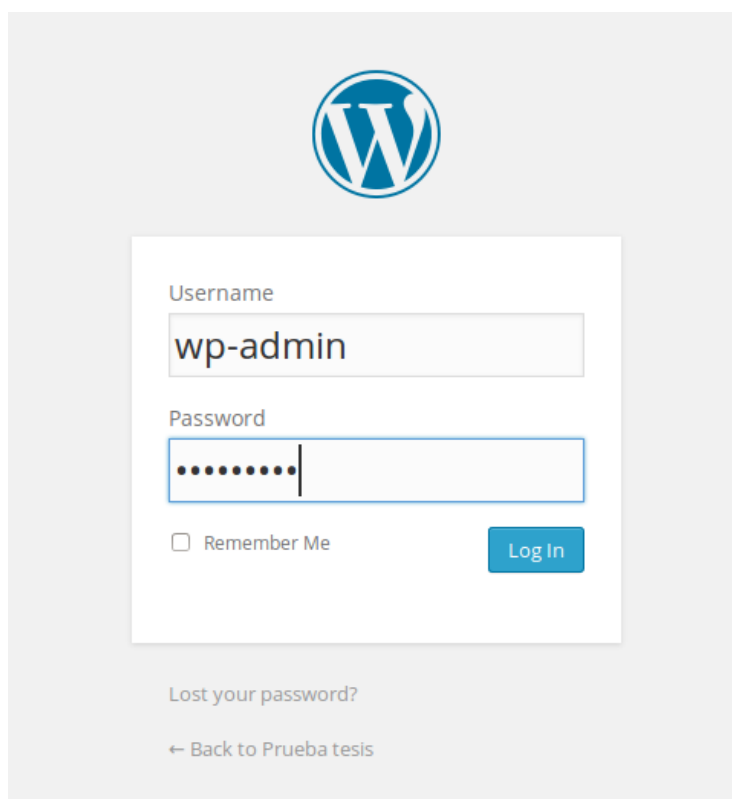 Username
wp-admin
Password
•••••••••
Remember Me
Log In
Lost your password?
← Back to Prueba tesis